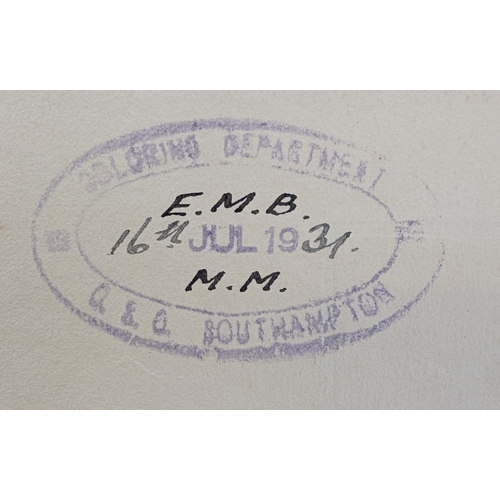 COLORING DEPARTMENT
E.M.B.
16th JUL 1931.
M.M.
O. & O. SOUTHAMPTON